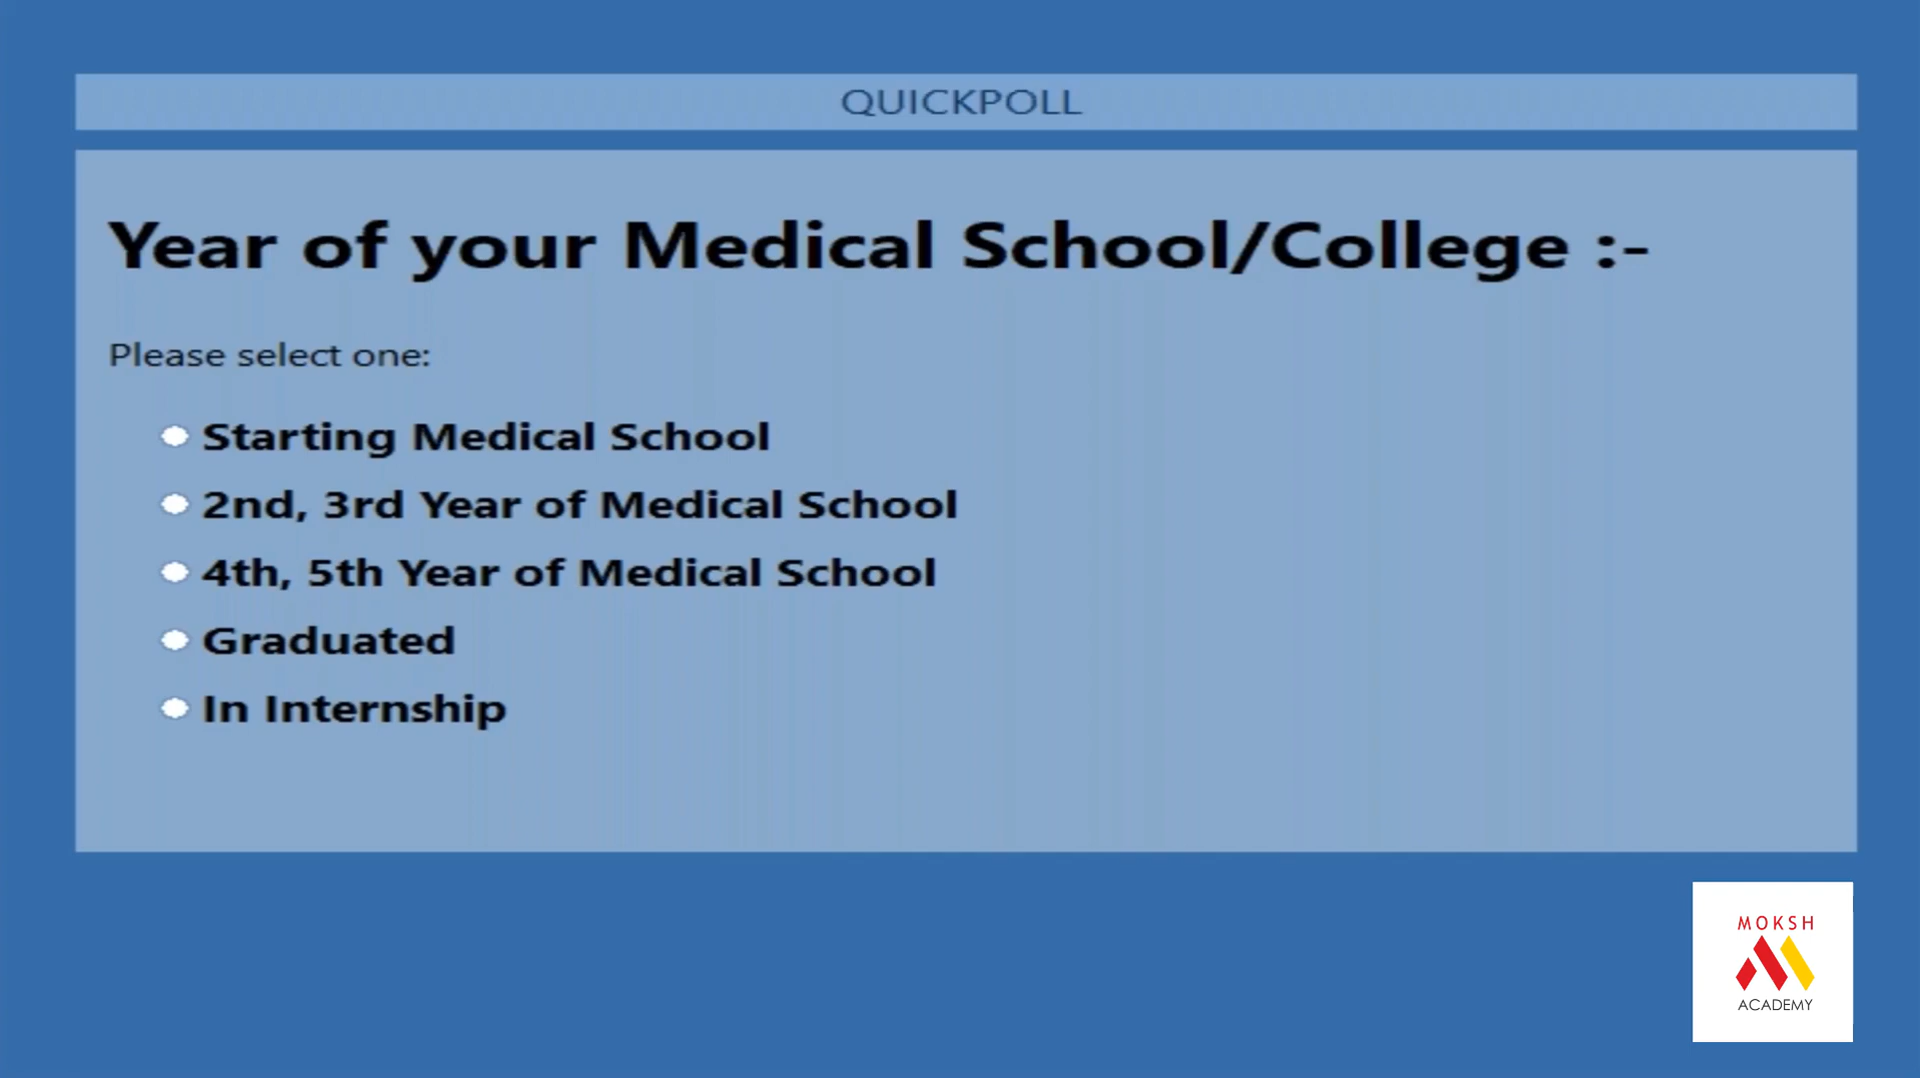 QUICKPOLL
Year of your Medical School/College :-
Please select one:
Starting Medical School
2nd, 3rd Year of Medical School
4th, 5th Year of Medical School
Graduated
In Internship
MOKSH
ACADEMY